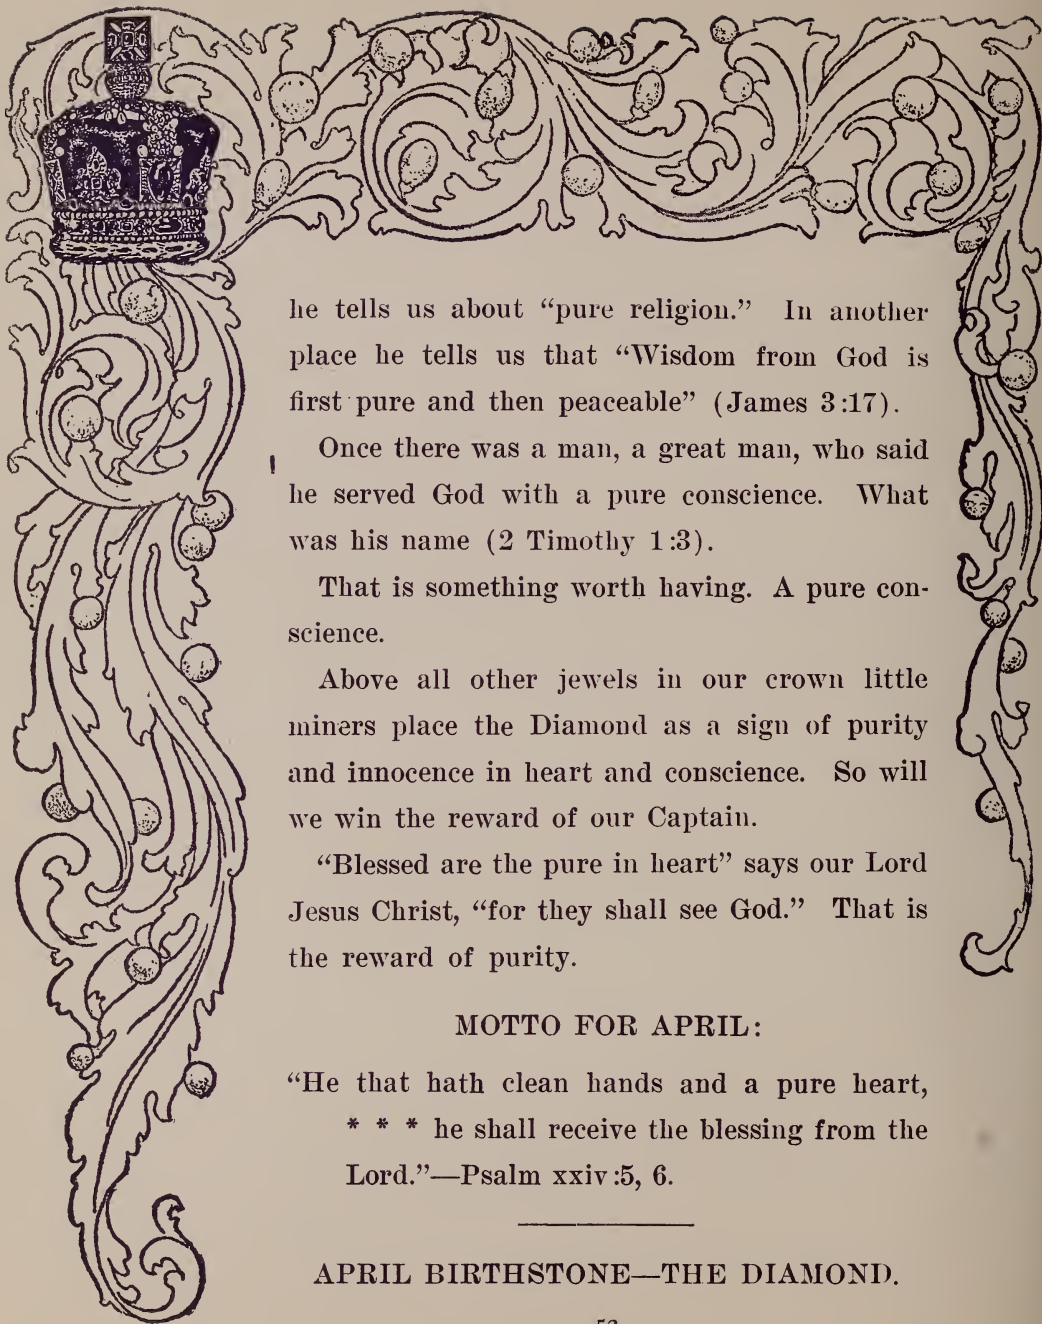 he tells us about “pure religion.” In another
place he tells us that “Wisdom from God is
first pure and then peaceable” (James 3:17).
Once there was a man, a great man, who said
he served God with a pure conscience. What
was his name (2 Timothy 1:3).
That is something worth having. A pure con-
science.
Above all other jewels in our crown little
miners place the Diamond as a sign of purity
and innocence in heart and conscience. So will
we win the reward of our Captain.
“Blessed are the pure in heart” says our Lord
Jesus Christ, “for they shall see God.” That is
the reward of purity.
MOTTO FOR APRIL:
“He that hath clean hands and a pure heart,
* * * he shall receive the blessing from the
Lord.”—Psalm xxiv:5, 6.
APRIL BIRTHSTONE—THE DIAMOND.